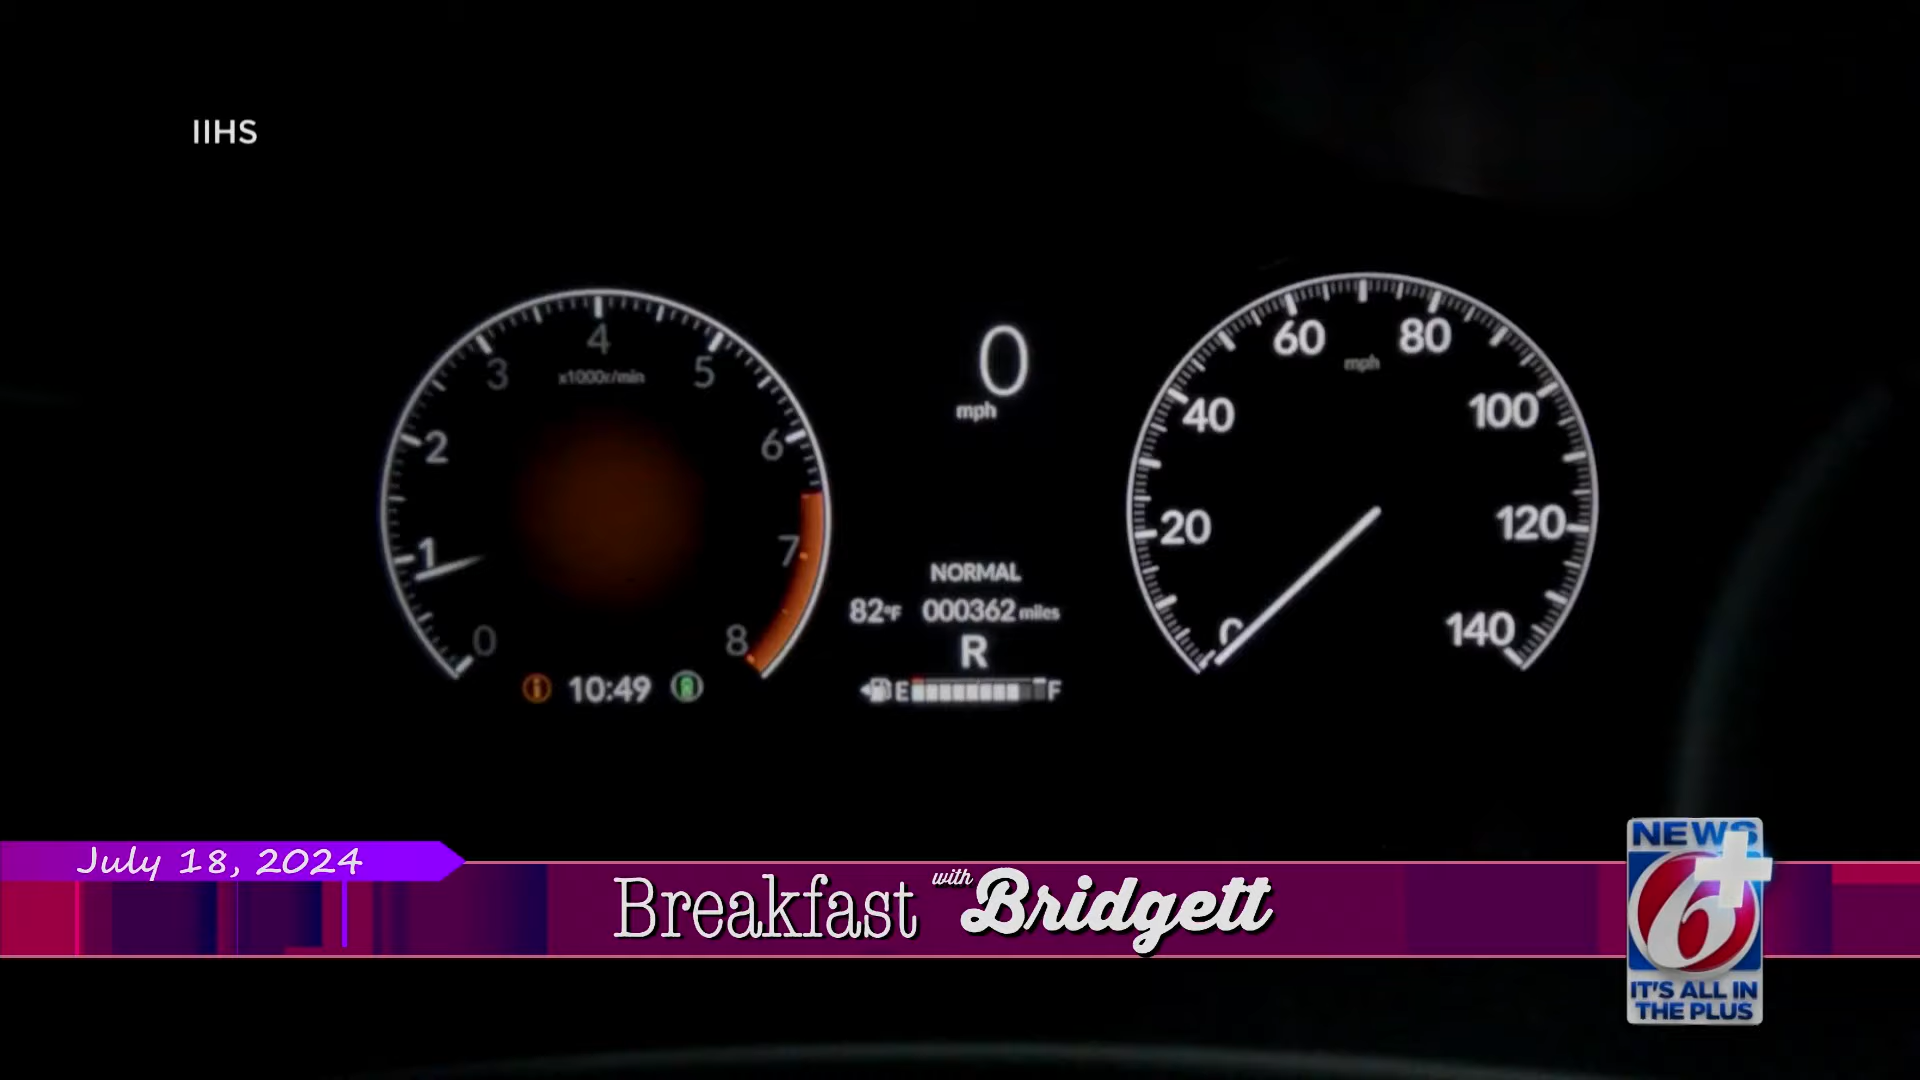 IIHS
0
1
2
3
4
5
6
7
8
x1000r/min
10:49
0
mph
NORMAL
82°F 000362 miles
R
E F
0
20
40
60
80
100
120
140
mph
July 18, 2024
Breakfast with Bridgett
NEWS
6+
IT'S ALL IN
THE PLUS